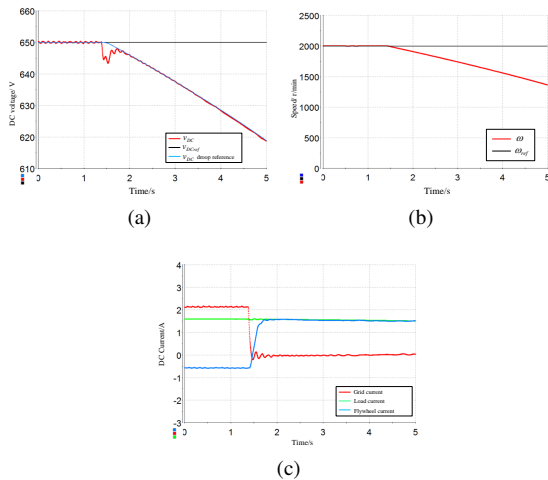 660
650
640
630
620
610
DC voltage/ V
0 1 2 3 4 5
Time/s
v_DC
v_DCref
v_DC droop reference
(a)
2500
2000
1500
1000
500
0
Speed/ r/min
0 1 2 3 4 5
Time/s
ω
ω_ref
(b)
4
3
2
1
0
-1
-2
-3
DC Current/A
0 1 2 3 4 5
Time/s
Grid current
Load current
Flywheel current
(c)